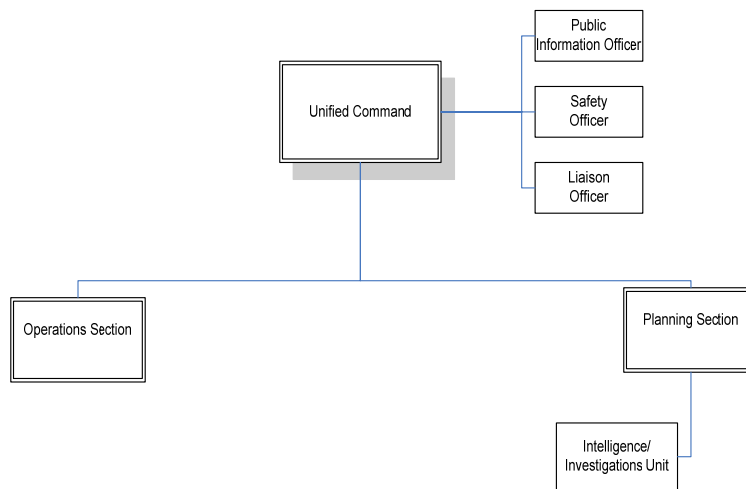 Public
Information Officer
Unified Command
Safety
Officer
Liaison
Officer
Operations Section
Planning Section
Intelligence/
Investigations Unit